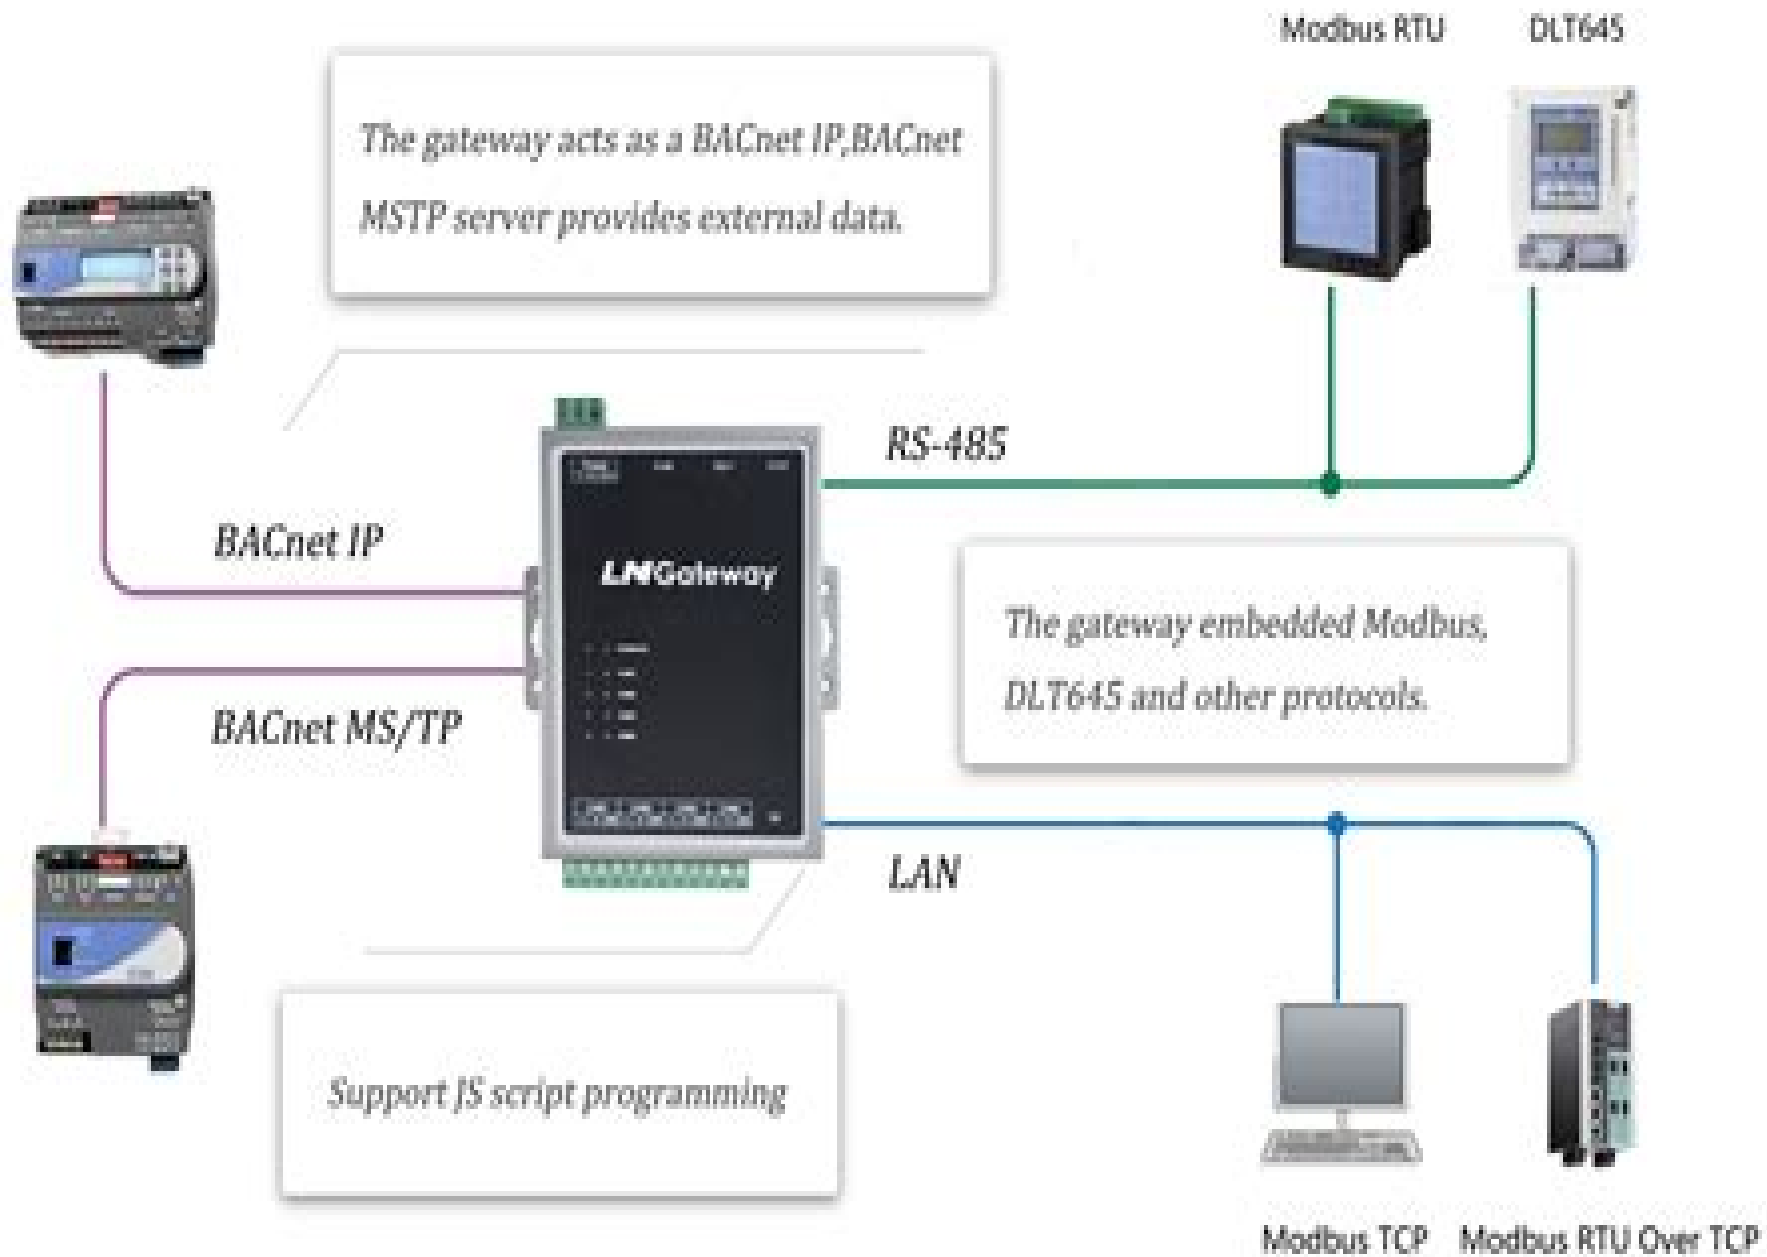 Modbus RTU DLT645
The gateway acts as a BACnet IP,BACnet
MSTP server provides external data.
RS-485
BACnet IP
LNGateway
The gateway embedded Modbus,
DLT645 and other protocols.
BACnet MS/TP
LAN
Support JS script programming
Modbus TCP Modbus RTU Over TCP